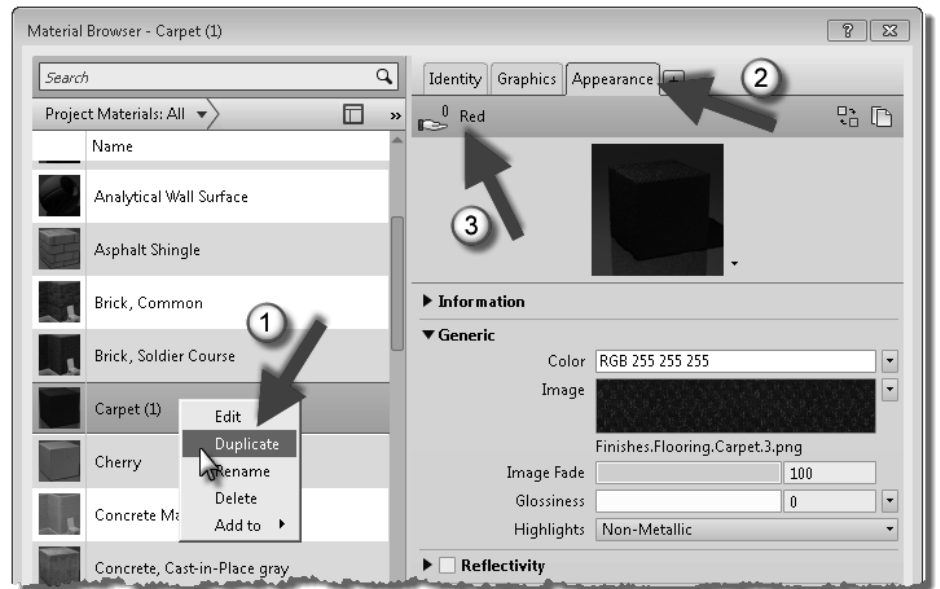 Material Browser - Carpet (1)
?
Search
Project Materials: All
»
Name
Analytical Wall Surface
Asphalt Shingle
Brick, Common
1
Brick, Soldier Course
Carpet (1)
Edit
Duplicate
Rename
Delete
Add to
Cherry
Concrete Ma
Concrete, Cast-in-Place gray
Identity Graphics Appearance +
2
0 Red
3
Information
Generic
Color RGB 255 255 255
Image
Finishes.Flooring.Carpet.3.png
Image Fade 100
Glossiness 0
Highlights Non-Metallic
Reflectivity